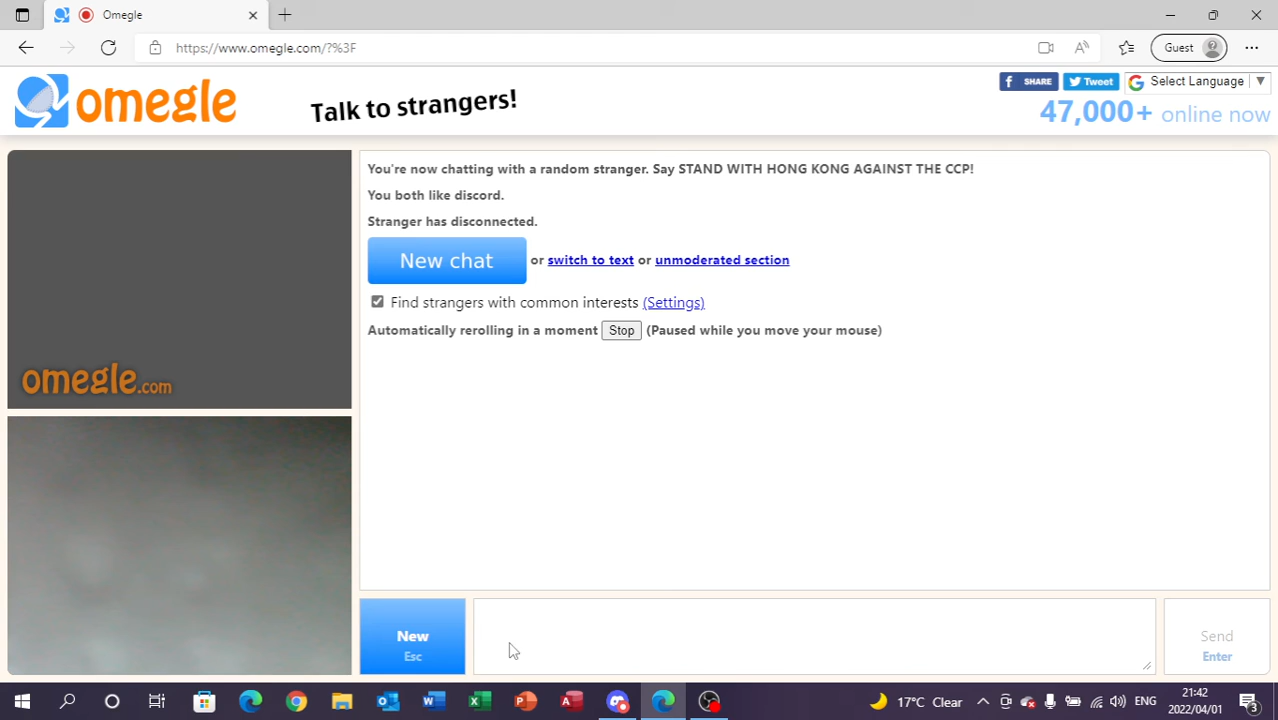 Omegle
https://www.omegle.com/?%3F
Guest
omegle
Talk to strangers!
SHARE
Tweet
Select Language
47,000+ online now
You're now chatting with a random stranger. Say STAND WITH HONG KONG AGAINST THE CCP!
You both like discord.
Stranger has disconnected.
New chat or switch to text or unmoderated section
Find strangers with common interests (Settings)
Automatically rerolling in a moment Stop (Paused while you move your mouse)
omegle.com
New
Esc
Send
Enter
17°C Clear
ENG
21:42
2022/04/01
3